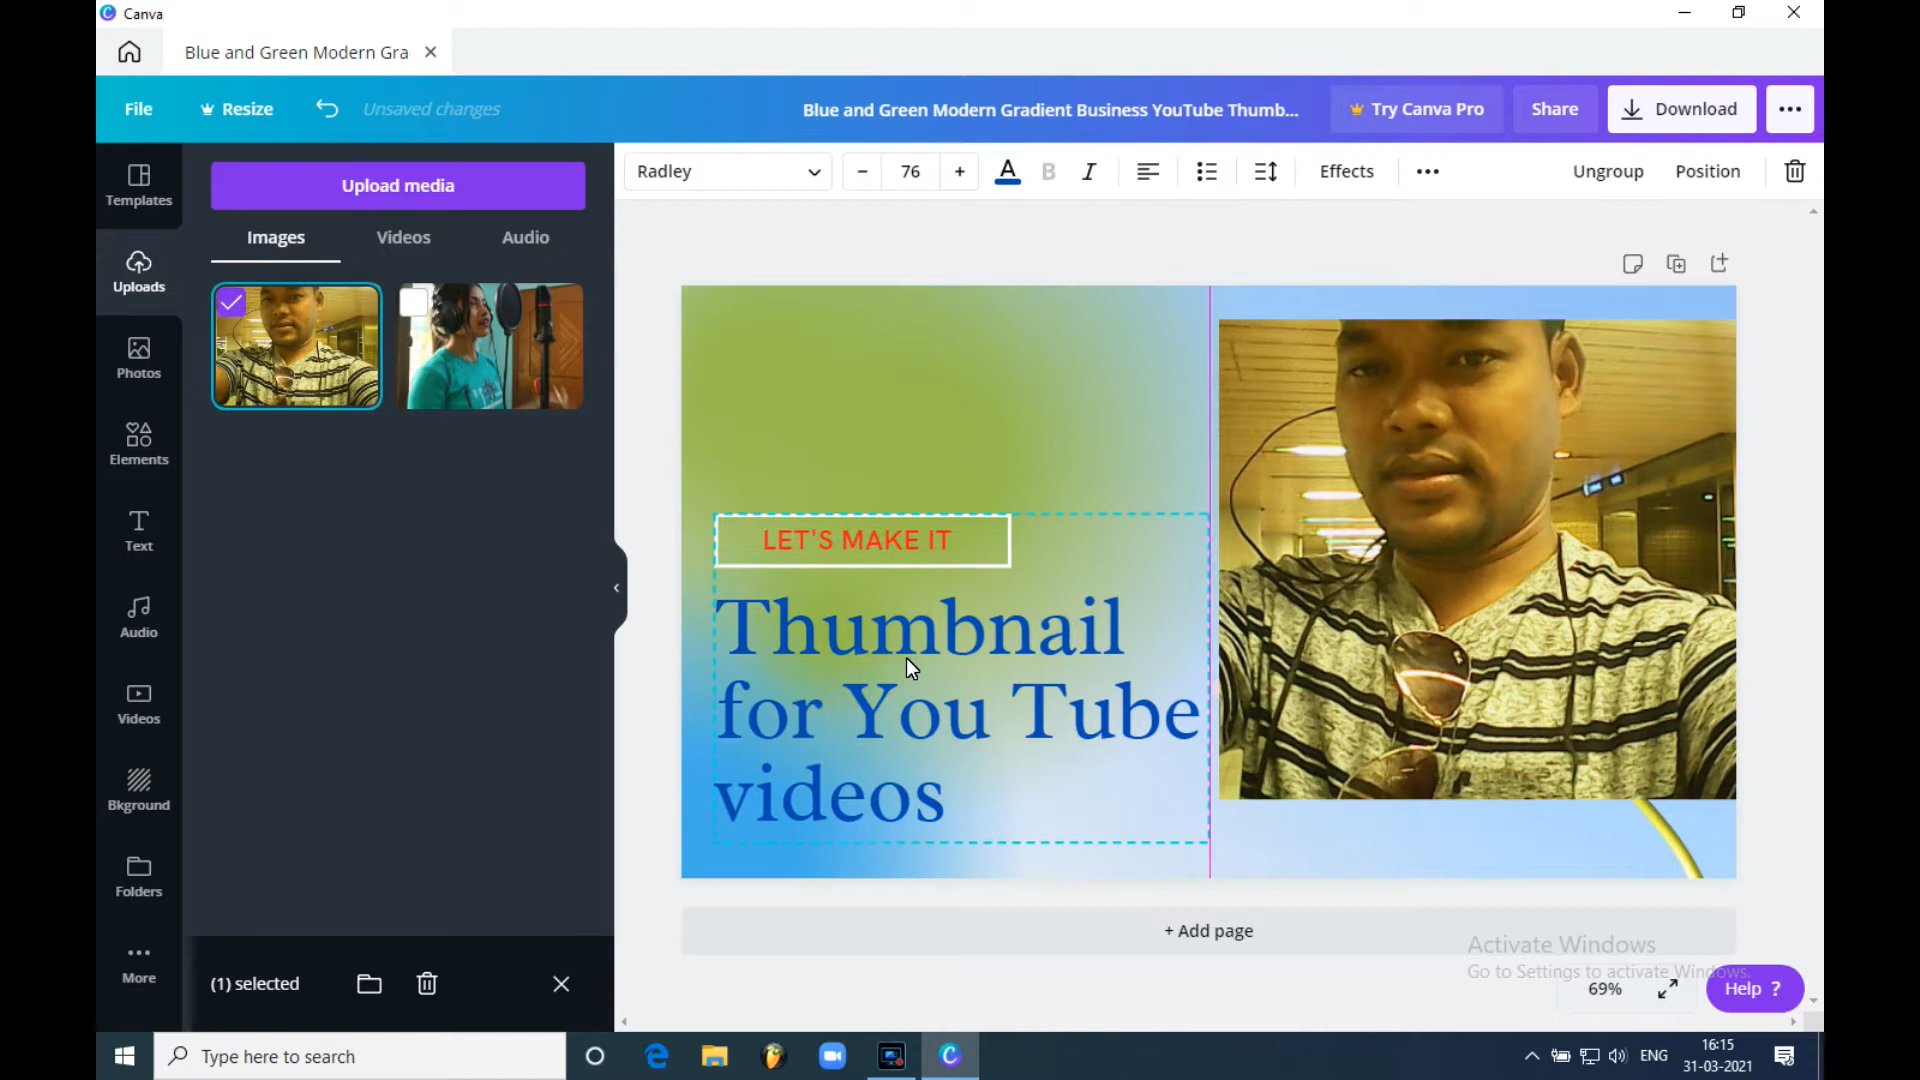 Canva
Blue and Green Modern Gra
File
Resize
Unsaved changes
Blue and Green Modern Gradient Business YouTube Thumb...
Try Canva Pro
Share
Download
Templates
Uploads
Photos
Elements
Text
Audio
Videos
Bkground
Folders
More
Upload media
Images
Videos
Audio
(1) selected
Radley
76
A
B
I
Effects
Ungroup
Position
LET'S MAKE IT
Thumbnail
for You Tube
videos
+ Add page
Activate Windows
Go to Settings to activate Windows.
69%
Help ?
Type here to search
ENG
16:15
31-03-2021